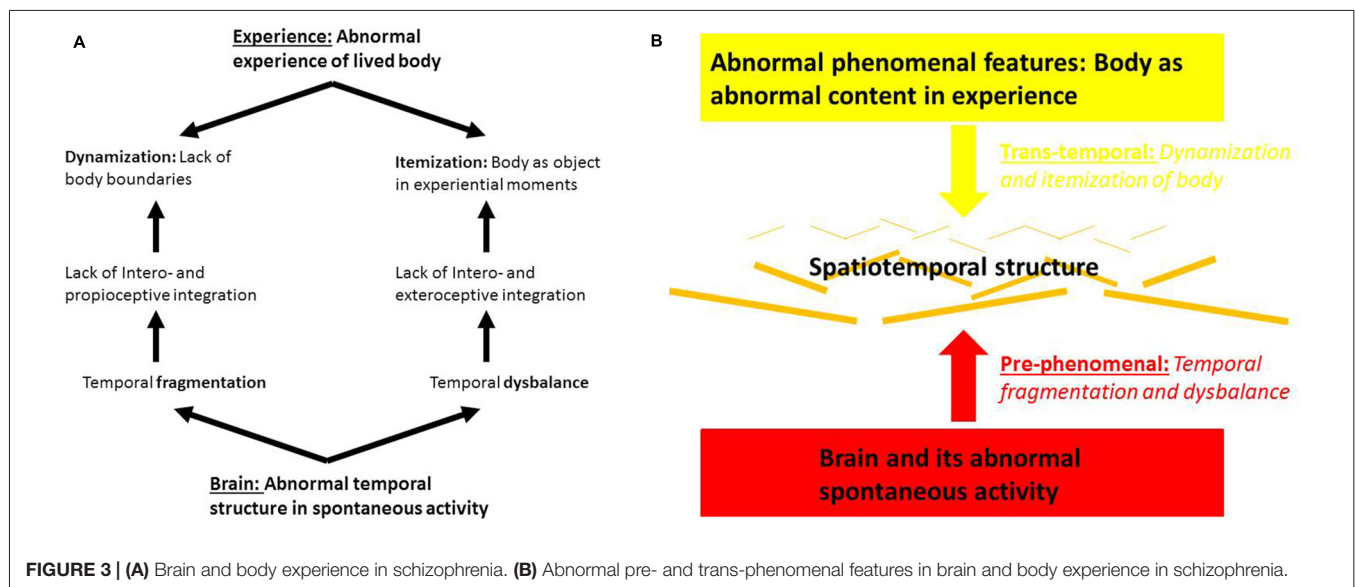 A
Experience: Abnormal
experience of lived body
Dynamization: Lack of
body boundaries
Itemization: Body as object
in experiential moments
Lack of Intero- and
propioceptive integration
Lack of Intero- and
exteroceptive integration
Temporal fragmentation
Temporal dysbalance
Brain: Abnormal temporal
structure in spontaneous activity
B
Abnormal phenomenal features: Body as
abnormal content in experience
Trans-temporal: Dynamization
and itemization of body
Spatiotemporal structure
Pre-phenomenal: Temporal
fragmentation and dysbalance
Brain and its abnormal
spontaneous activity
FIGURE 3 | (A) Brain and body experience in schizophrenia. (B) Abnormal pre- and trans-phenomenal features in brain and body experience in schizophrenia.